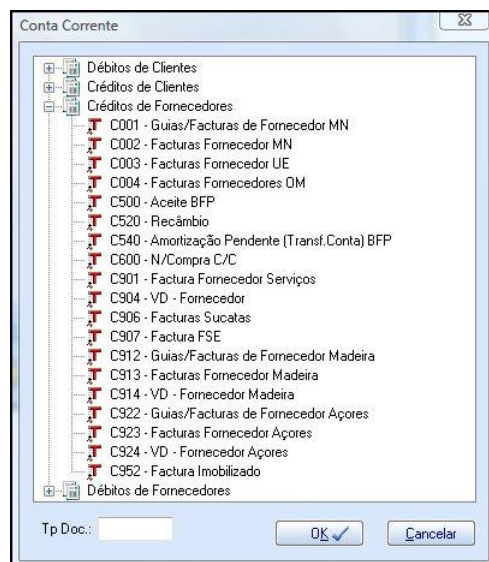 Conta Corrente
Débitos de Clientes
Créditos de Clientes
Créditos de Fornecedores
C001 - Guias/Facturas de Fornecedor MN
C002 - Facturas Fornecedor MN
C003 - Facturas Fornecedor UE
C004 - Facturas Fornecedores OM
C500 - Aceite BFP
C520 - Recâmbio
C540 - Amortização Pendente (Transf.Conta) BFP
C600 - N/Compra C/C
C901 - Factura Fornecedor Serviços
C904 - VD - Fornecedor
C906 - Facturas Sucatas
C907 - Factura FSE
C912 - Guias/Facturas de Fornecedor Madeira
C913 - Facturas Fornecedor Madeira
C914 - VD - Fornecedor Madeira
C922 - Guias/Facturas de Fornecedor Açores
C923 - Facturas Fornecedor Açores
C924 - VD - Fornecedor Açores
C952 - Factura Imobilizado
Débitos de Fornecedores
Tp Doc.: OK Cancelar